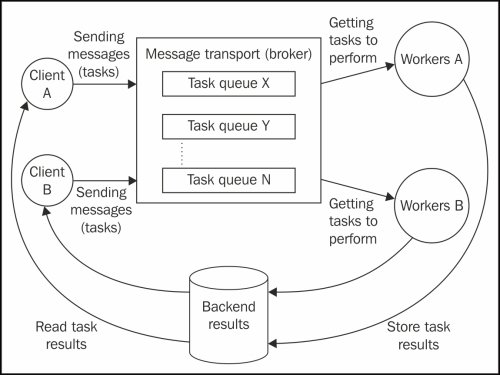 Sending
messages
(tasks)
Client
A
Message transport (broker)
Task queue X
Task queue Y
Task queue N
Getting
tasks to
perform
Workers A
Client
B
Sending
messages
(tasks)
Getting
tasks to
perform
Workers B
Backend
results
Read task
results
Store task
results